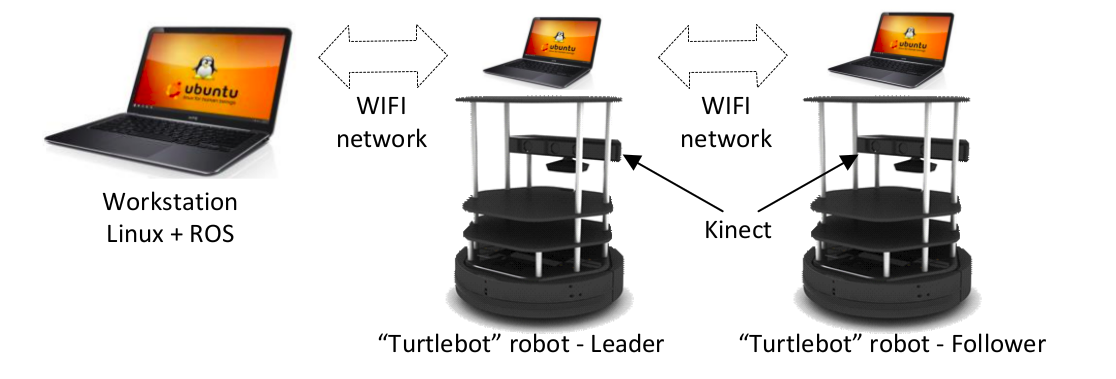 ubuntu
ubuntu
ubuntu
WIFI
network
WIFI
network
Workstation
Linux + ROS
Kinect
“Turtlebot” robot - Leader
“Turtlebot” robot - Follower